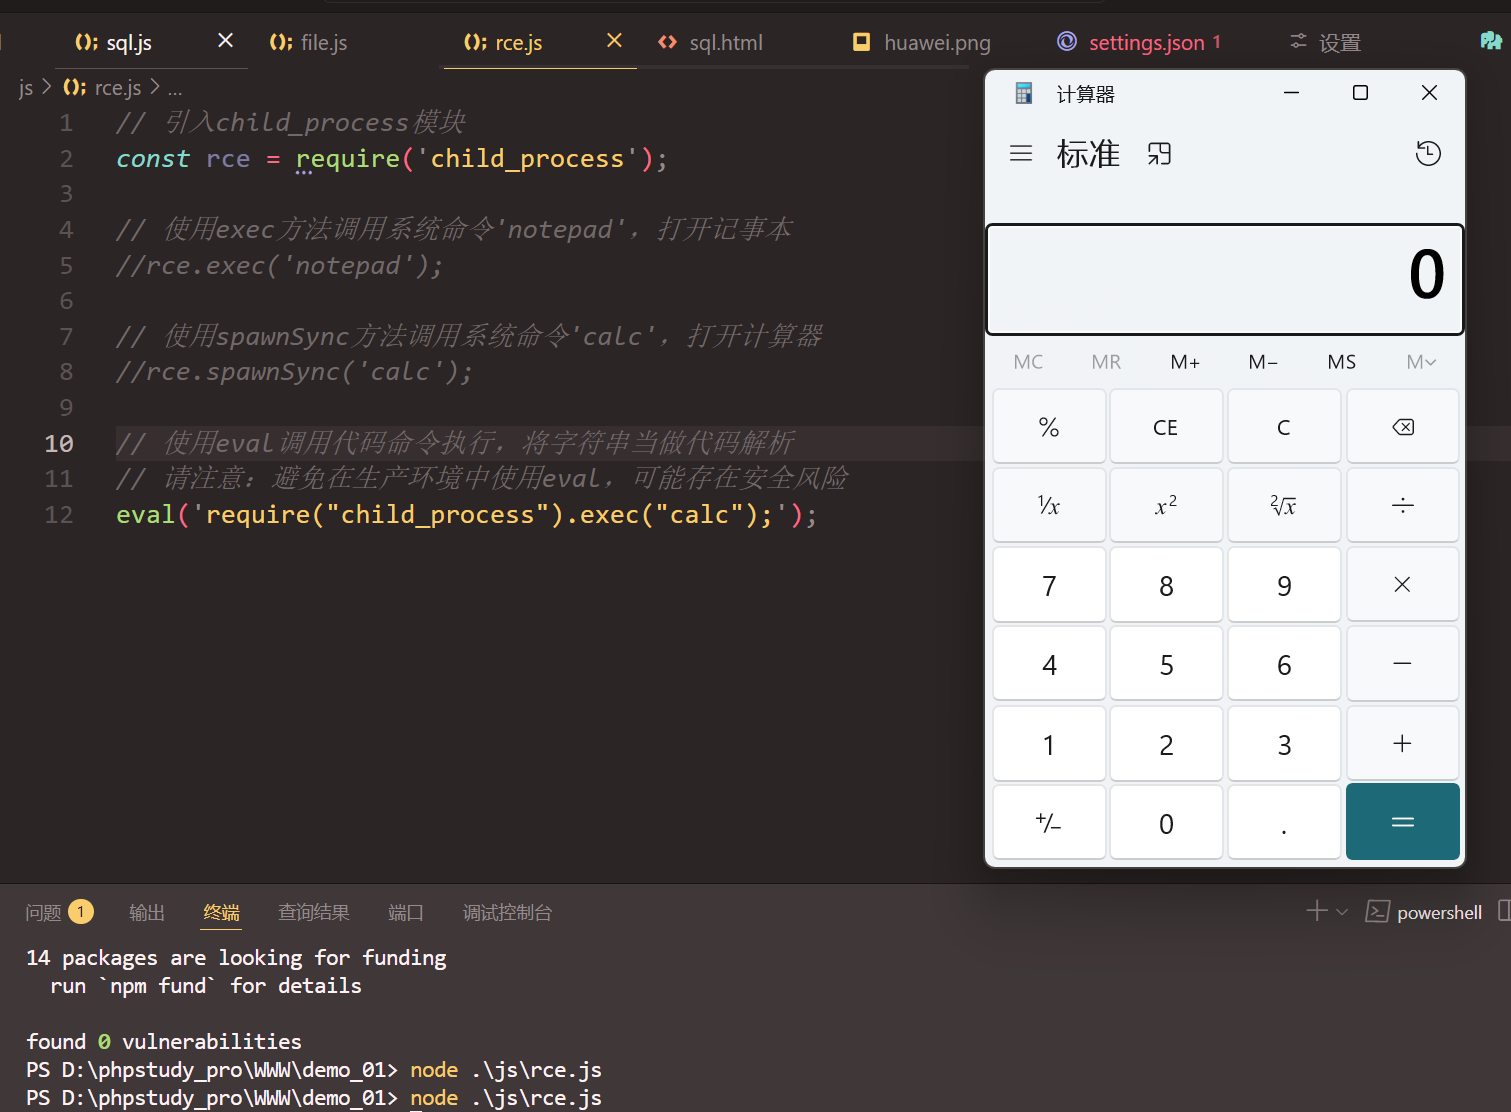 sql.js
file.js
rce.js
sql.html
huawei.png
settings.json 1
设置
js > rce.js > ...
1 // 引入child_process模块
2 const rce = require('child_process');
3
4 // 使用exec方法调用系统命令'notepad'，打开记事本
5 //rce.exec('notepad');
6
7 // 使用spawnSync方法调用系统命令'calc'，打开计算器
8 //rce.spawnSync('calc');
9
10 // 使用eval调用代码命令执行，将字符串当做代码解析
11 // 请注意：避免在生产环境中使用eval，可能存在安全风险
12 eval('require("child_process").exec("calc");');
计算器
标准
0
MC MR M+ M− MS M
% CE C
¹/x x² ²√x ÷
7 8 9 ×
4 5 6 −
1 2 3 +
+/− 0 . =
问题 1 输出 终端 查询结果 端口 调试控制台
powershell
14 packages are looking for funding
run `npm fund` for details
found 0 vulnerabilities
PS D:\phpstudy_pro\WWW\demo_01> node .\js\rce.js
PS D:\phpstudy_pro\WWW\demo_01> node .\js\rce.js